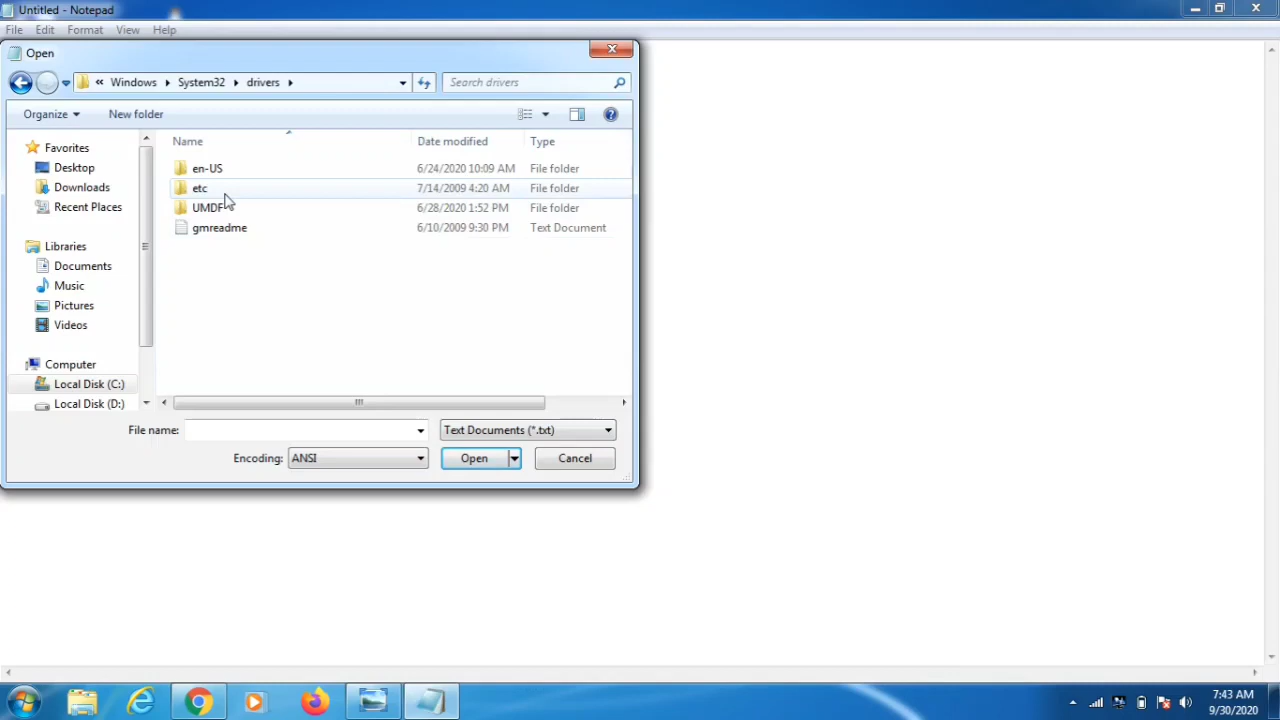 Untitled - Notepad
File Edit Format View Help
Open
« Windows System32 drivers
Search drivers
Organize New folder
Name Date modified Type
Favorites
Desktop
Downloads
Recent Places
Libraries
Documents
Music
Pictures
Videos
Computer
Local Disk (C:)
Local Disk (D:)
en-US 6/24/2020 10:09 AM File folder
etc 7/14/2009 4:20 AM File folder
UMDF 6/28/2020 1:52 PM File folder
gmreadme 6/10/2009 9:30 PM Text Document
File name: Text Documents (*.txt)
Encoding: ANSI Open Cancel
7:43 AM
9/30/2020